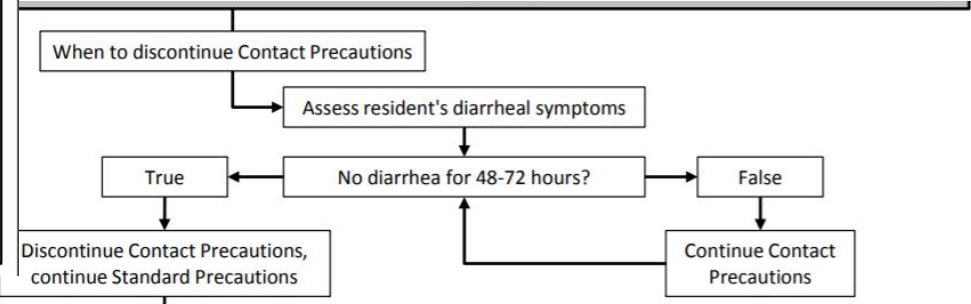 When to discontinue Contact Precautions
Assess resident's diarrheal symptoms
True
No diarrhea for 48-72 hours?
False
Discontinue Contact Precautions,
continue Standard Precautions
Continue Contact
Precautions